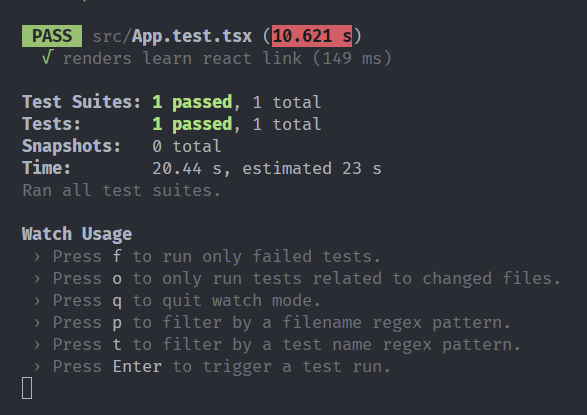 PASS src/App.test.tsx (10.621 s)
√ renders learn react link (149 ms)
Test Suites: 1 passed, 1 total
Tests: 1 passed, 1 total
Snapshots: 0 total
Time: 20.44 s, estimated 23 s
Ran all test suites.
Watch Usage
› Press f to run only failed tests.
› Press o to only run tests related to changed files.
› Press q to quit watch mode.
› Press p to filter by a filename regex pattern.
› Press t to filter by a test name regex pattern.
› Press Enter to trigger a test run.